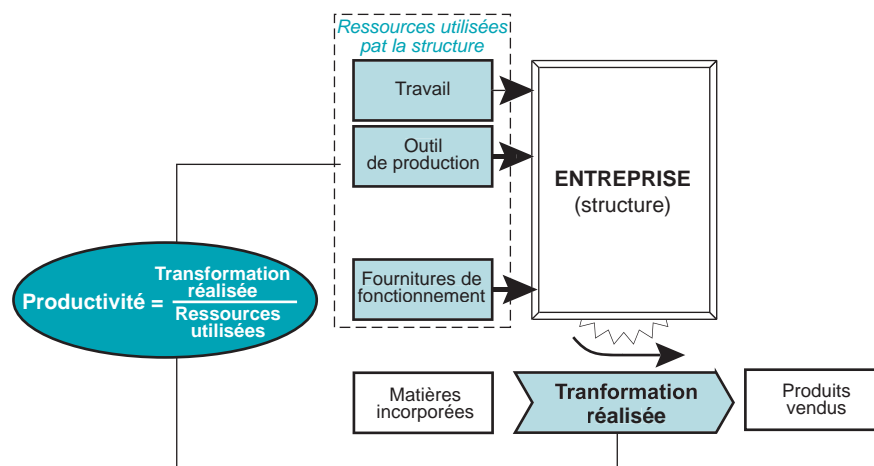 Ressources utilisées
pat la structure
Travail
Outil
de production
ENTREPRISE
(structure)
Fournitures de
fonctionnement
Productivité = Transformation
réalisée
Ressources
utilisées
Matières
incorporées
Tranformation
réalisée
Produits
vendus